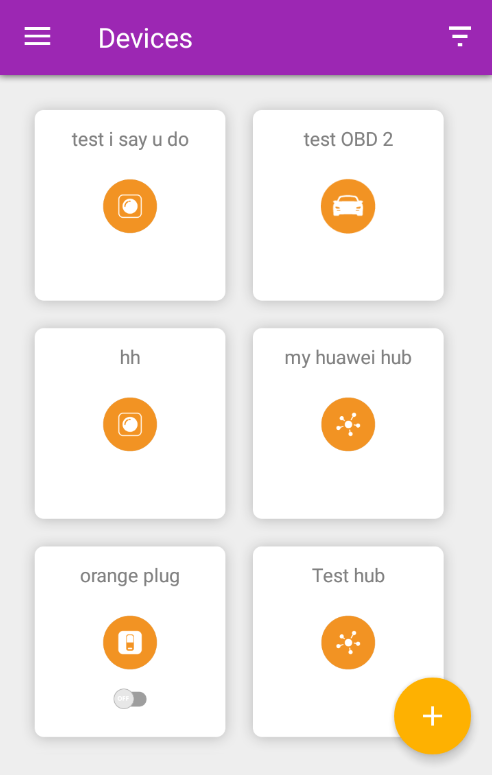 Devices
test i say u do
test OBD 2
hh
my huawei hub
orange plug
Test hub
OFF